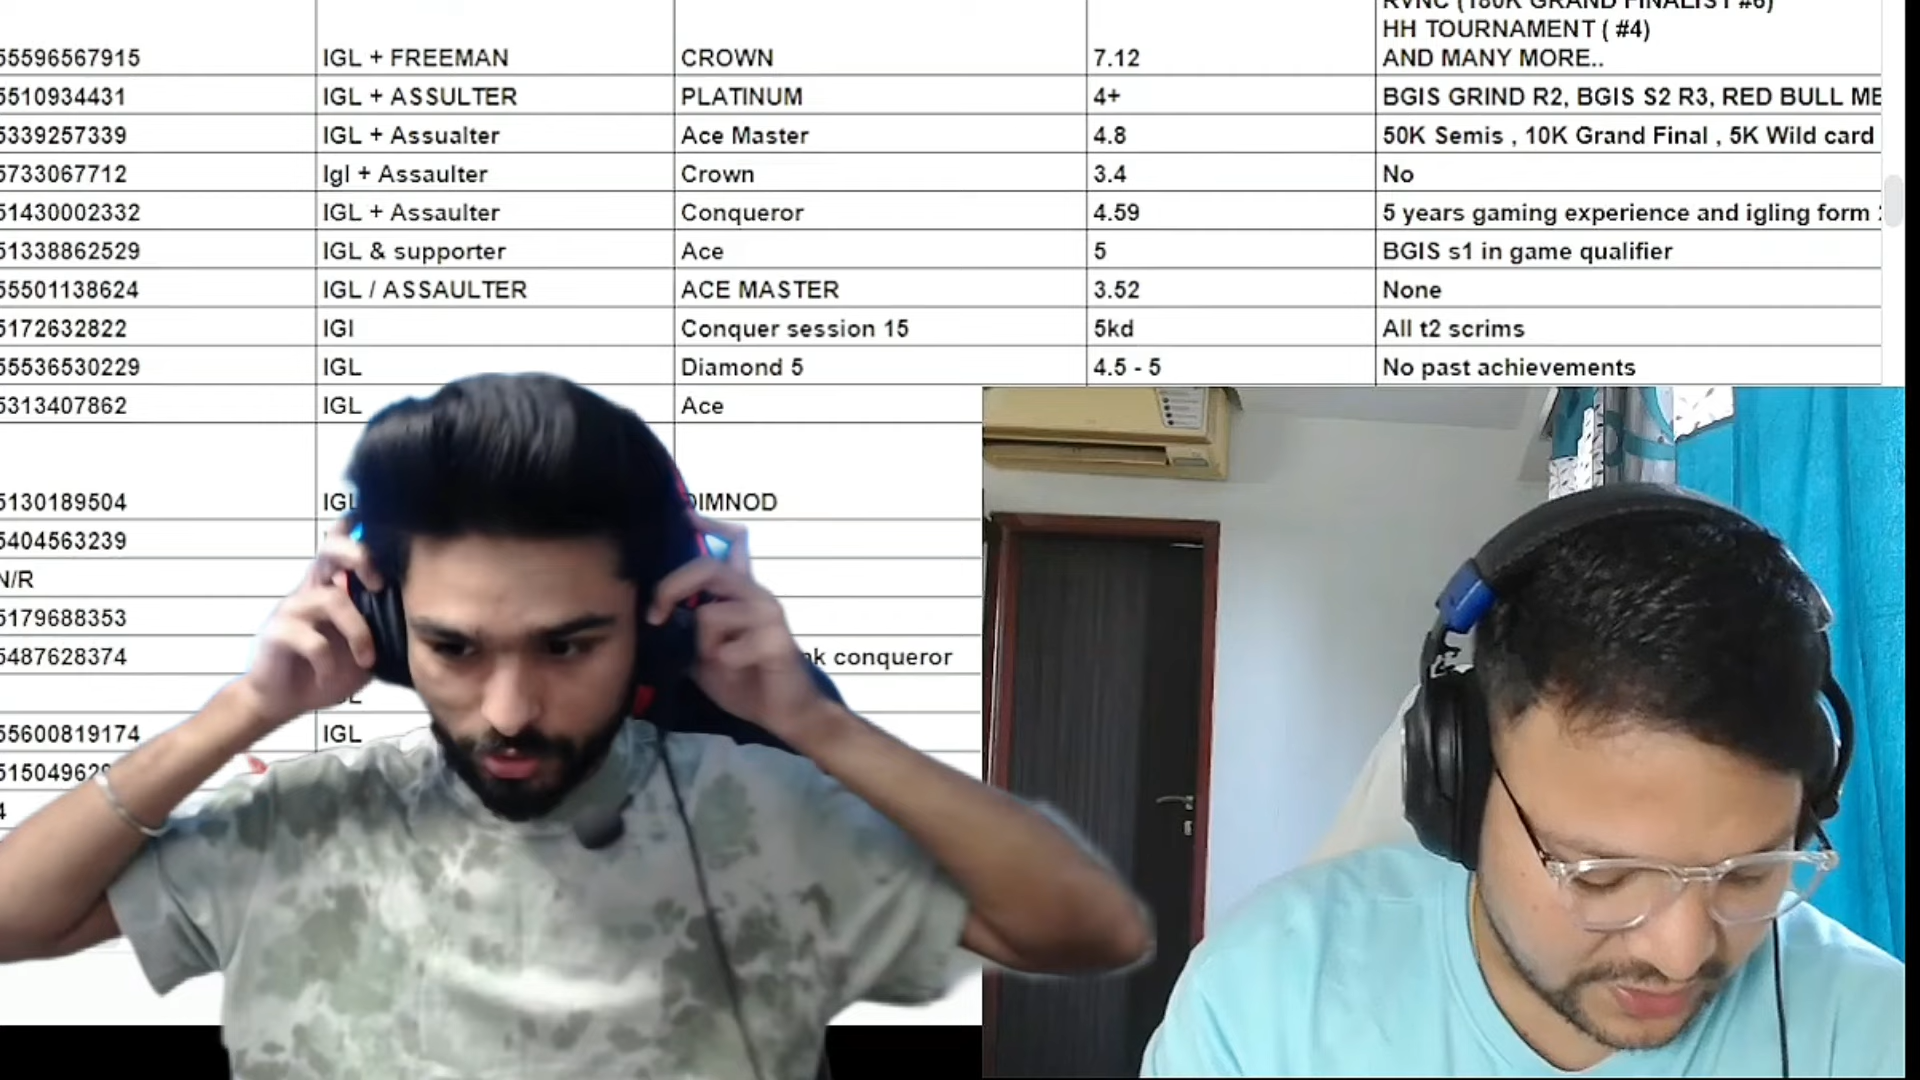 HH TOURNAMENT ( #4)
55596567915 IGL + FREEMAN CROWN 7.12 AND MANY MORE..
5510934431 IGL + ASSULTER PLATINUM 4+ BGIS GRIND R2, BGIS S2 R3, RED BULL ME
5339257339 IGL + Assualter Ace Master 4.8 50K Semis , 10K Grand Final , 5K Wild card
5733067712 Igl + Assaulter Crown 3.4 No
51430002332 IGL + Assaulter Conqueror 4.59 5 years gaming experience and igling form
51338862529 IGL & supporter Ace 5 BGIS s1 in game qualifier
55501138624 IGL / ASSAULTER ACE MASTER 3.52 None
5172632822 IGI Conquer session 15 5kd All t2 scrims
55536530229 IGL Diamond 5 4.5 - 5 No past achievements
5313407862 IGL Ace
5130189504 IGL DIMNOD
5404563239
N/R
5179688353
5487628374 conqueror
55600819174 IGL
51504962
4